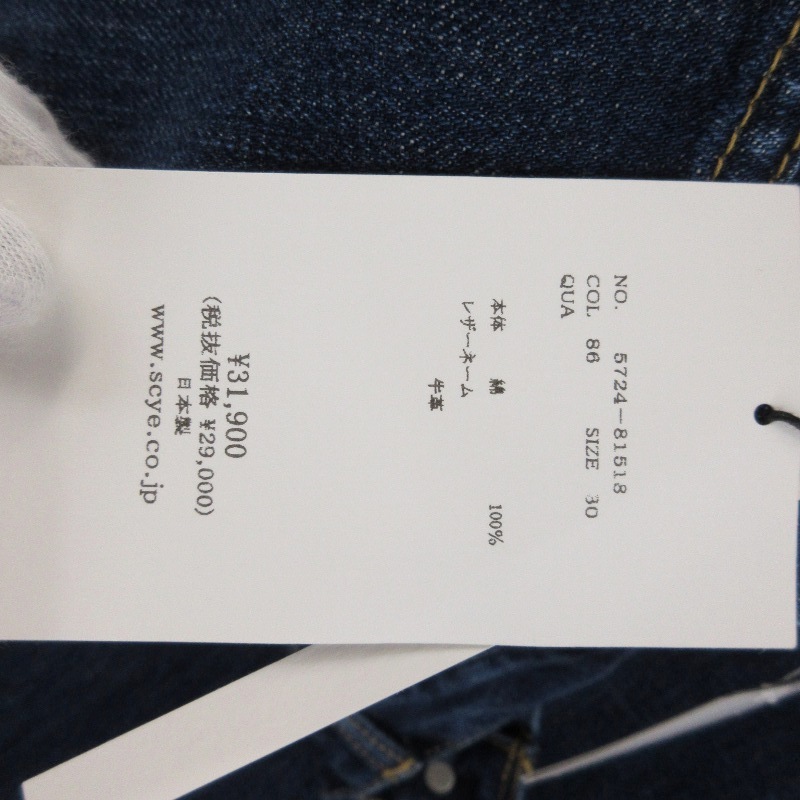 NO. 5724-81518
COL 86 SIZE 30
QUA
本体 綿 100%
レザーネーム
牛革
¥31,900
(税抜価格 ¥29,000)
日本製
www.scye.co.jp